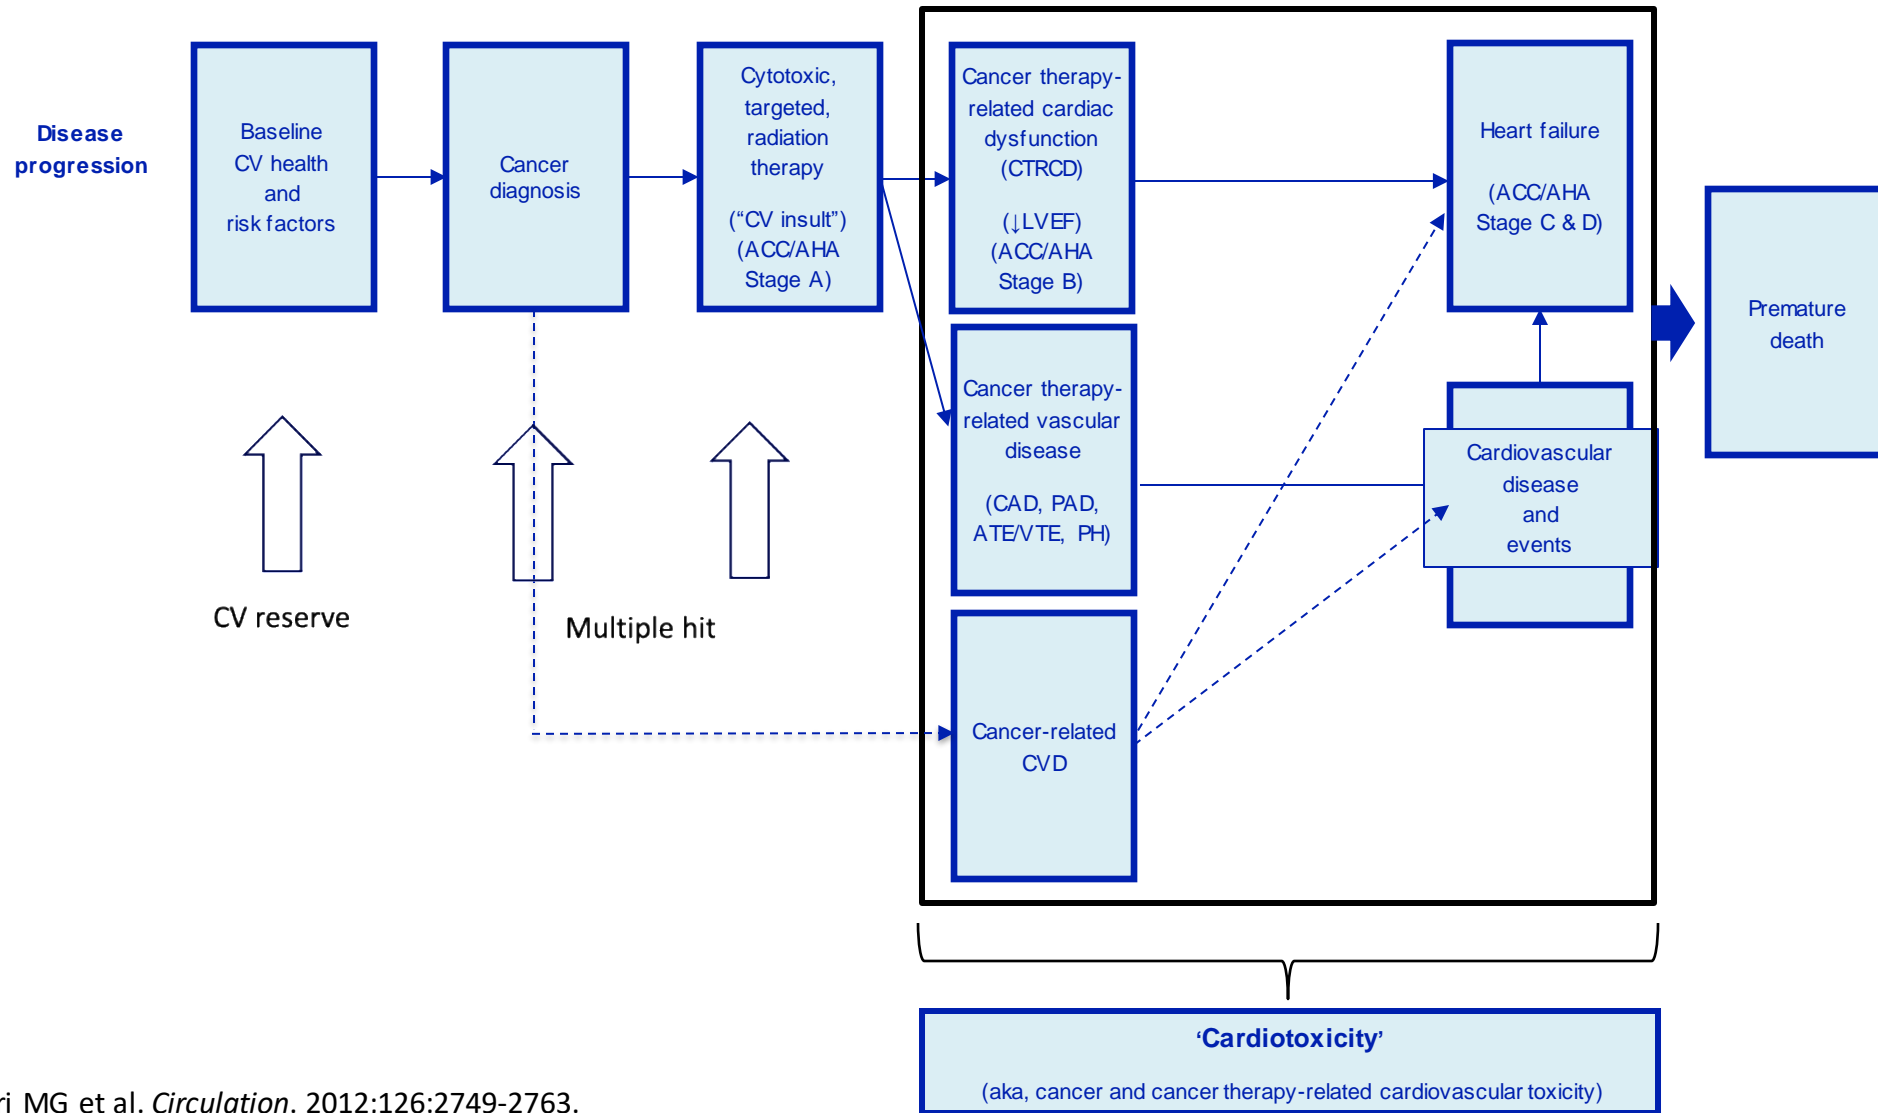 Disease
progression
Baseline
CV health
and
risk factors
Cancer
diagnosis
Cytotoxic,
targeted,
radiation
therapy
(“CV insult”)
(ACC/AHA
Stage A)
Cancer therapy-
related cardiac
dysfunction
(CTRCD)
(↓LVEF)
(ACC/AHA
Stage B)
Heart failure
(ACC/AHA
Stage C & D)
Premature
death
Cancer therapy-
related vascular
disease
(CAD, PAD,
ATE/VTE, PH)
Cardiovascular
disease
and
events
CV reserve
Multiple hit
Cancer-related
CVD
‘Cardiotoxicity’
(aka, cancer and cancer therapy-related cardiovascular toxicity)
MG et al. Circulation. 2012;126:2749-2763.